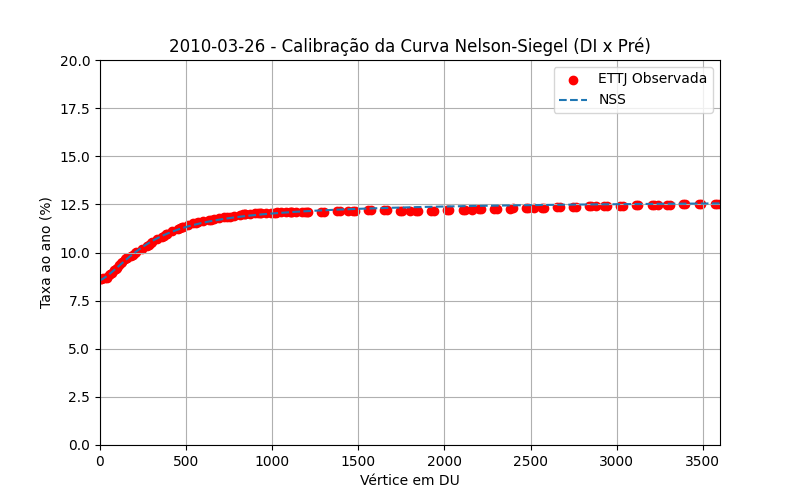 2010-03-26 - Calibração da Curva Nelson-Siegel (DI x Pré)
ETTJ Observada
NSS
Taxa ao ano (%)
20.0
17.5
15.0
12.5
10.0
7.5
5.0
2.5
0.0
0 500 1000 1500 2000 2500 3000 3500
Vértice em DU